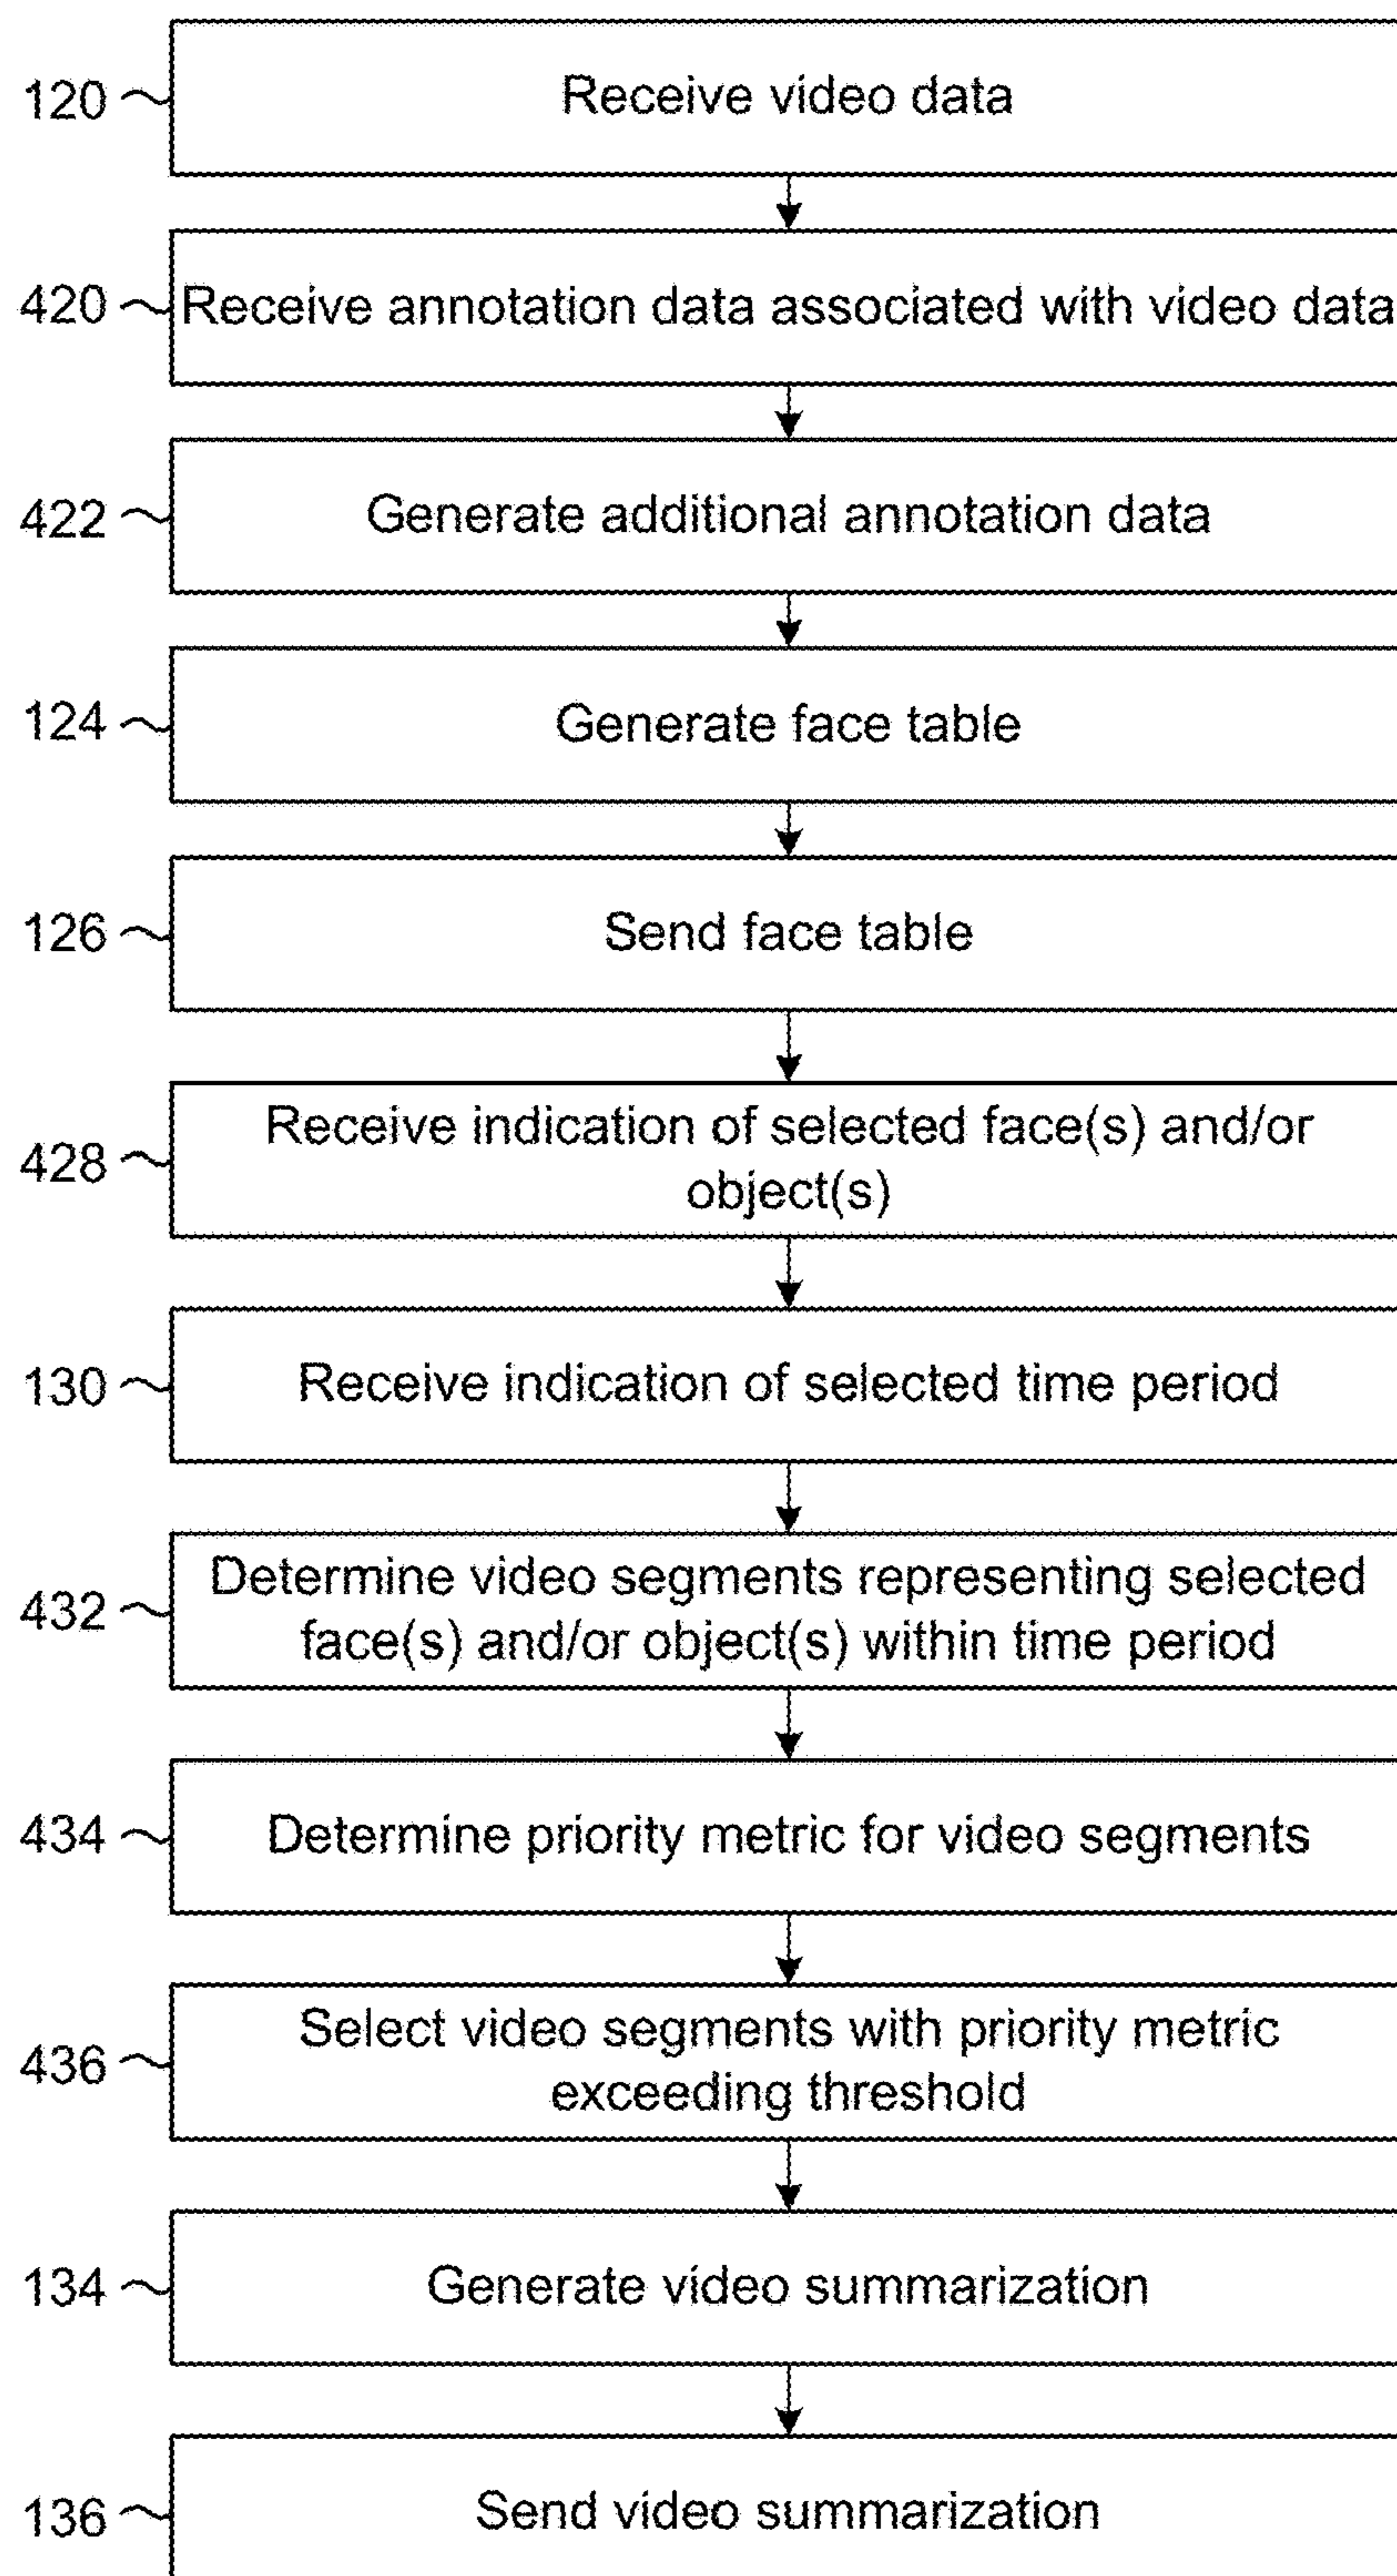 120 Receive video data
420 Receive annotation data associated with video data
422 Generate additional annotation data
124 Generate face table
126 Send face table
428 Receive indication of selected face(s) and/or
object(s)
130 Receive indication of selected time period
432 Determine video segments representing selected
face(s) and/or object(s) within time period
434 Determine priority metric for video segments
436 Select video segments with priority metric
exceeding threshold
134 Generate video summarization
136 Send video summarization